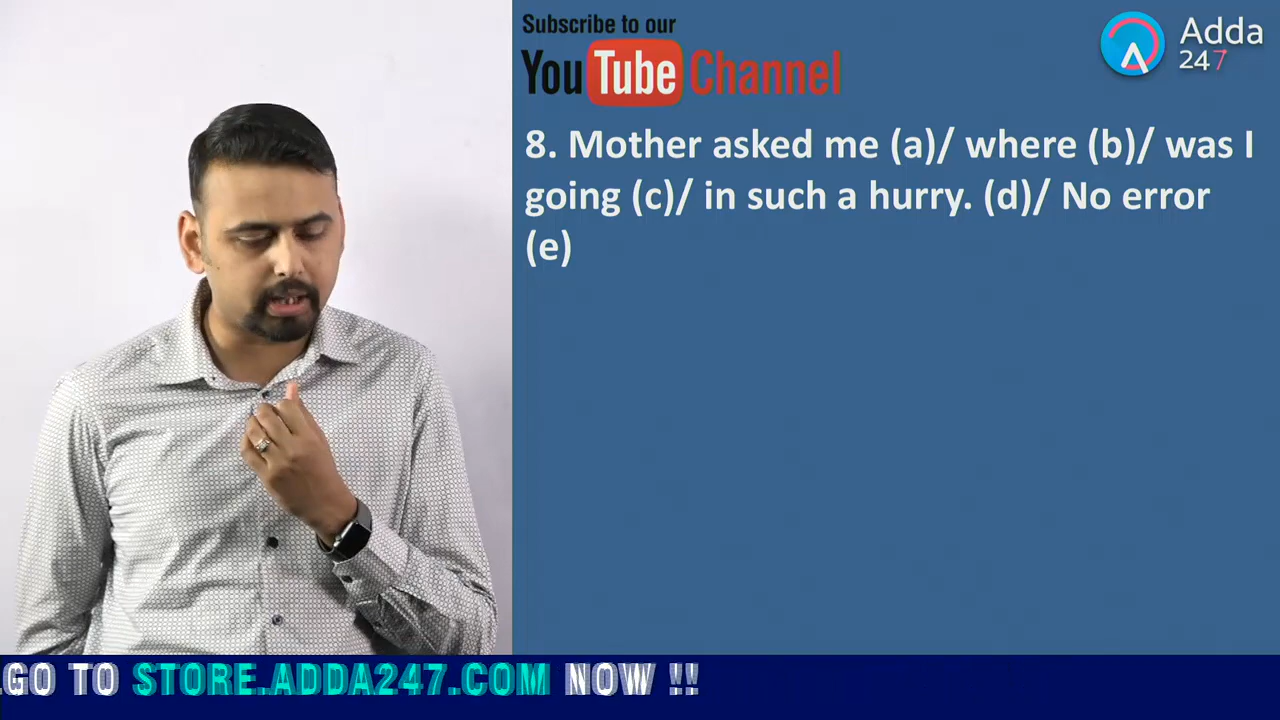 Subscribe to our
YouTube Channel
Adda
247
8. Mother asked me (a)/ where (b)/ was I
going (c)/ in such a hurry. (d)/ No error
(e)
GO TO STORE.ADDA247.COM NOW !!